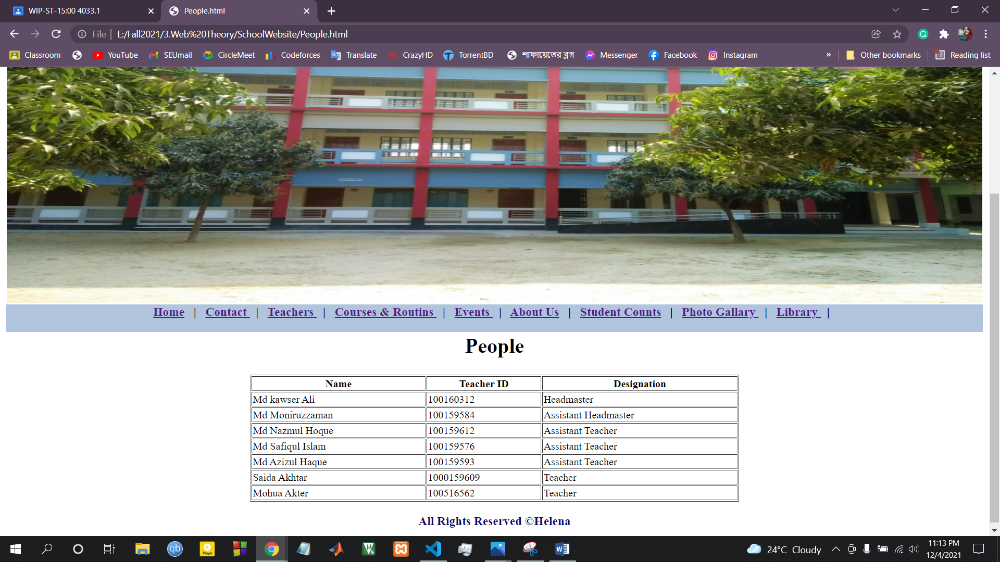 WIP-ST-15:00 4033.1
People.html
File | E:/Fall2021/3.Web%20Theory/SchoolWebsite/People.html
Classroom YouTube SEUmail CircleMeet Codeforces Translate CrazyHD TorrentBD শাফায়েতের ব্লগ Messenger Facebook Instagram » Other bookmarks Reading list
Home | Contact | Teachers | Courses & Routins | Events | About Us | Student Counts | Photo Gallary | Library |
People
Name Teacher ID Designation
Md kawser Ali 100160312 Headmaster
Md Moniruzzaman 100159584 Assistant Headmaster
Md Nazmul Hoque 100159612 Assistant Teacher
Md Safiqul Islam 100159576 Assistant Teacher
Md Azizul Haque 100159593 Assistant Teacher
Saida Akhtar 1000159609 Teacher
Mohua Akter 100516562 Teacher
All Rights Reserved ©Helena
24°C Cloudy
11:13 PM
12/4/2021